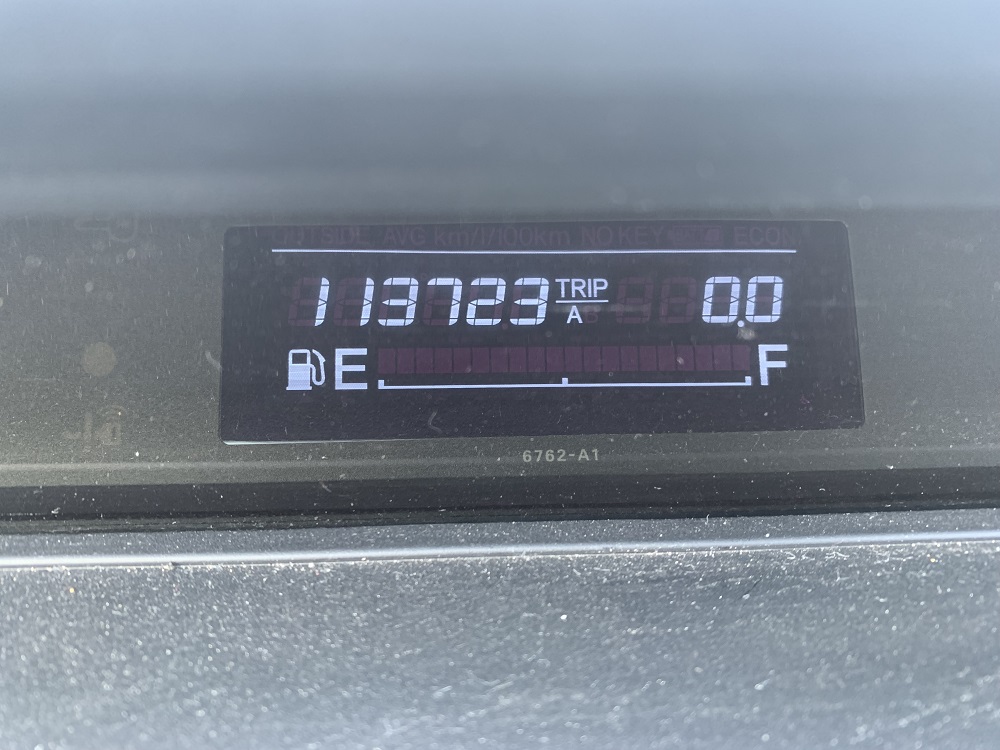 OUTSIDE AVG km/l/100km NO KEY ECON
113723 TRIP A 0.0
E F
6762-A1